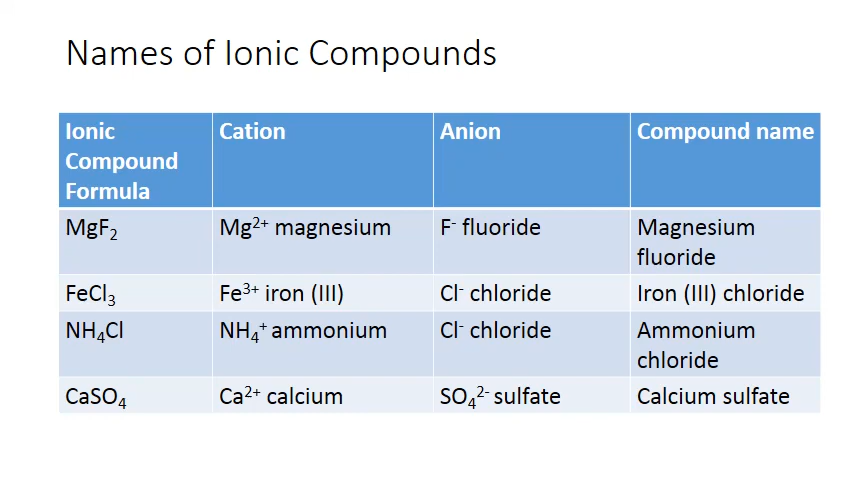 Names of Ionic Compounds
Ionic Compound Formula Cation Anion Compound name
MgF₂ Mg²⁺ magnesium F⁻ fluoride Magnesium fluoride
FeCl₃ Fe³⁺ iron (III) Cl⁻ chloride Iron (III) chloride
NH₄Cl NH₄⁺ ammonium Cl⁻ chloride Ammonium chloride
CaSO₄ Ca²⁺ calcium SO₄²⁻ sulfate Calcium sulfate